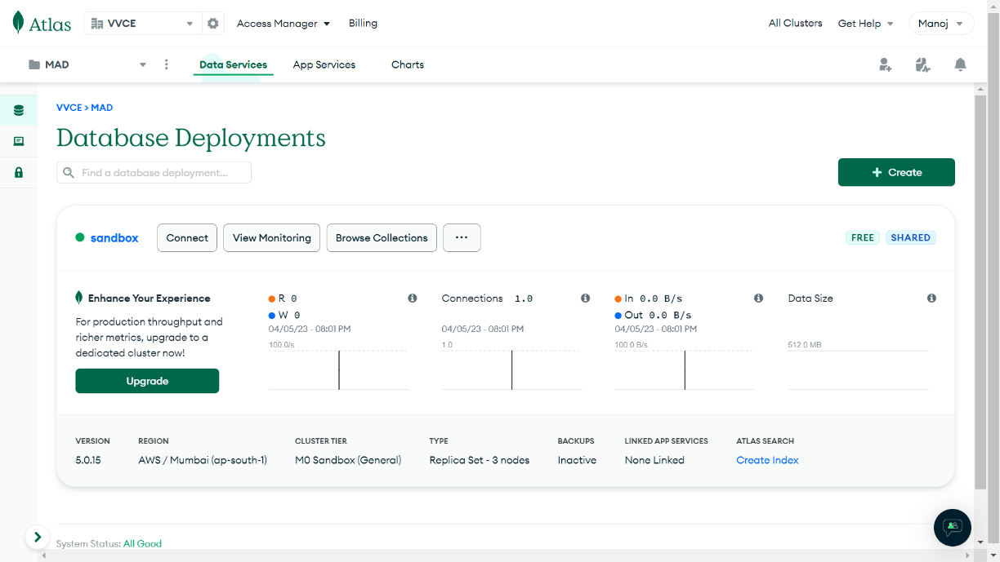 Atlas
VVCE
Access Manager
Billing
All Clusters
Get Help
Manoj
MAD
Data Services
App Services
Charts
VVCE > MAD
Database Deployments
Find a database deployment...
+ Create
sandbox
Connect
View Monitoring
Browse Collections
...
FREE
SHARED
Enhance Your Experience
For production throughput and
richer metrics, upgrade to a
dedicated cluster now!
Upgrade
R 0
W 0
04/05/23 - 08:01 PM
100.0/s
Connections 1.0
04/05/23 - 08:01 PM
1.0
In 0.0 B/s
Out 0.0 B/s
04/05/23 - 08:01 PM
100.0 B/s
Data Size
512.0 MB
VERSION
5.0.15
REGION
AWS / Mumbai (ap-south-1)
CLUSTER TIER
M0 Sandbox (General)
TYPE
Replica Set - 3 nodes
BACKUPS
Inactive
LINKED APP SERVICES
None Linked
ATLAS SEARCH
Create Index
System Status: All Good